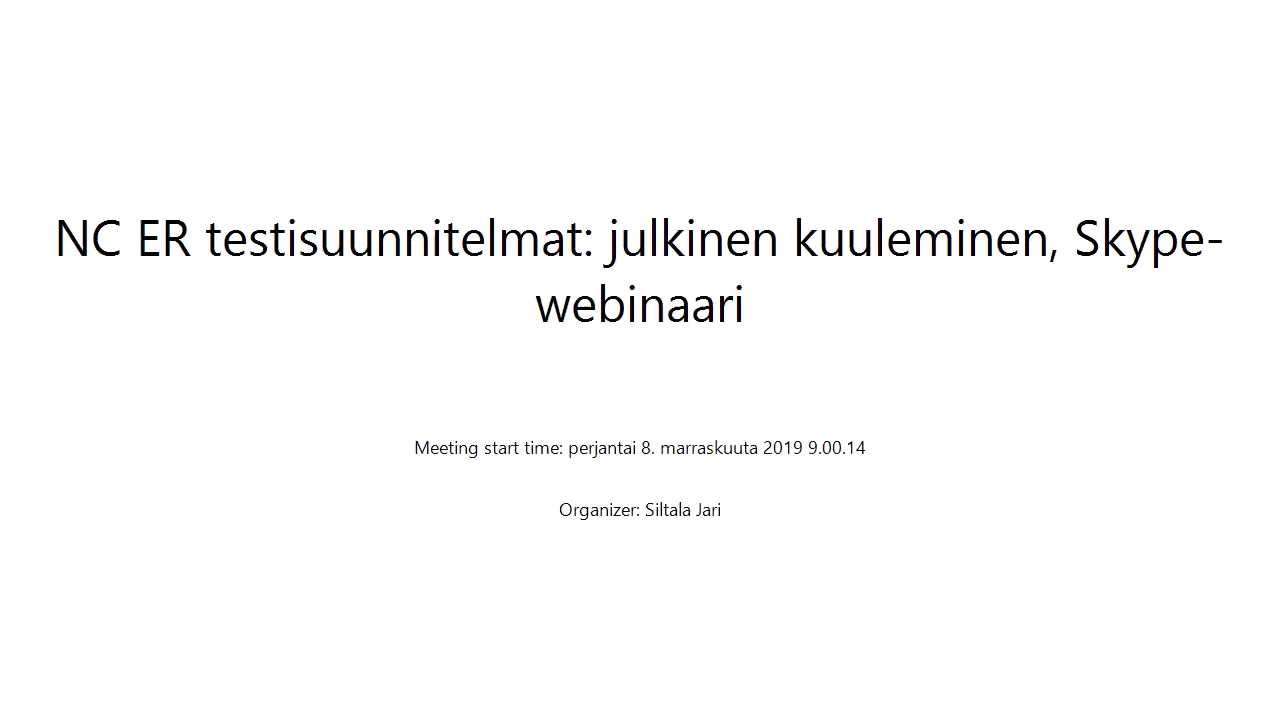 NC ER testisuunnitelmat: julkinen kuuleminen, Skype-
webinaari
Meeting start time: perjantai 8. marraskuuta 2019 9.00.14
Organizer: Siltala Jari